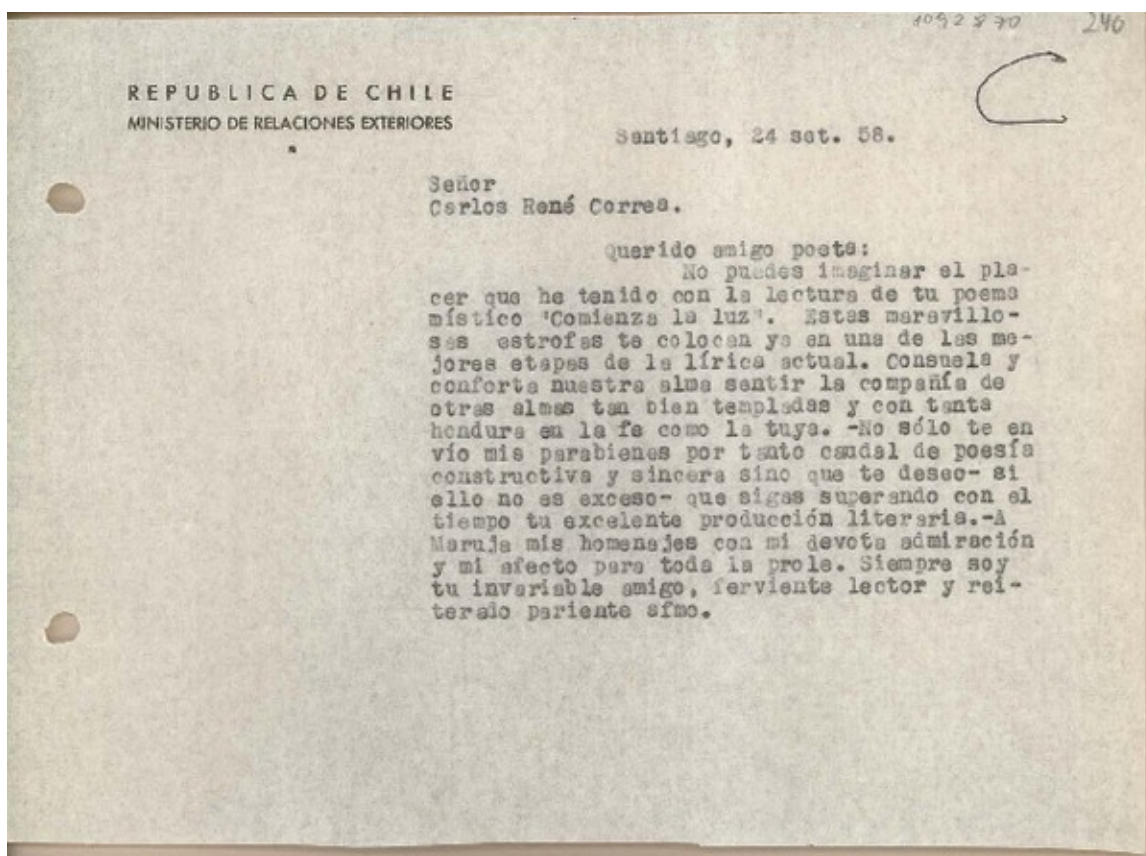 1092870 246
REPUBLICA DE CHILE
MINISTERIO DE RELACIONES EXTERIORES
C
Santiago, 24 set. 58.
Señor
Carlos René Correa.
Querido amigo poeta:
No puedes imaginar el pla-
cer que he tenido con la lectura de tu poema
místico "Comienza la luz". Estas maravillo-
sas estrofas te colocan ya en una de las me-
jores etapas de la lírica actual. Consuela y
conforta nuestra alma sentir la compañía de
otras almas tan bien templadas y con tanta
hondura en la fe como la tuya. -No sólo te en
vío mis parabienes por tanto caudal de poesía
constructiva y sincera sino que te deseo- si
ello no es exceso- que sigas superando con el
tiempo tu excelente producción literaria.-A
Maruja mis homenajes con mi devota admiración
y mi afecto para toda la prole. Siempre soy
tu invariable amigo, ferviente lector y rei-
terado pariente afmo.